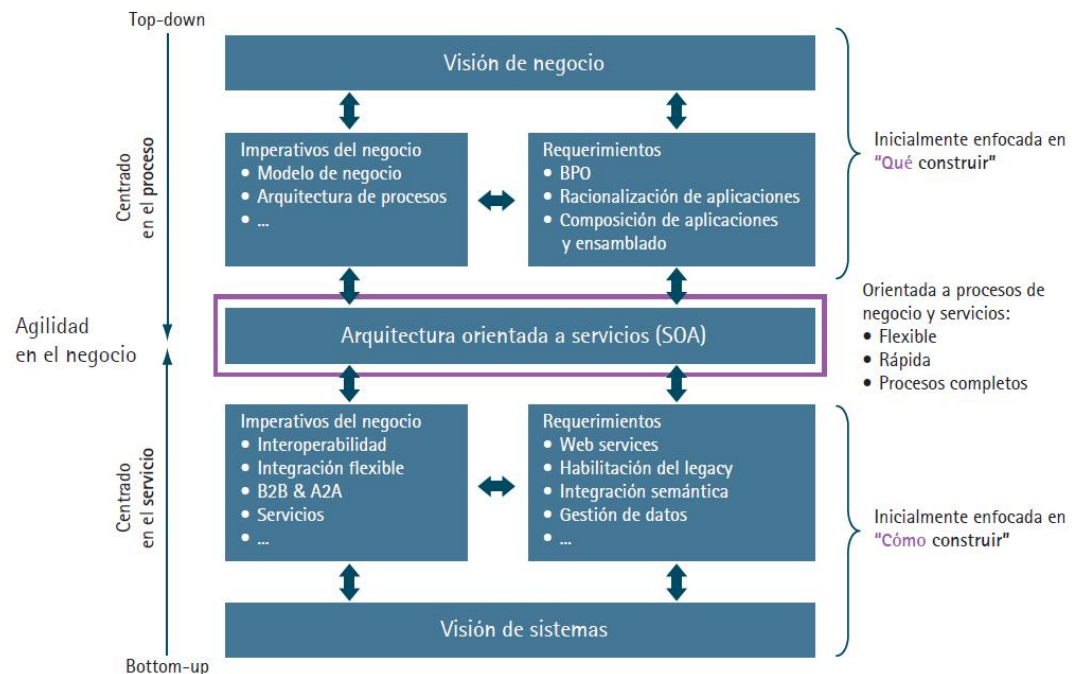 Top-down
Visión de negocio
Centrado
en el proceso
Imperativos del negocio
• Modelo de negocio
• Arquitectura de procesos
• ...
Requerimientos
• BPO
• Racionalización de aplicaciones
• Composición de aplicaciones
y ensamblado
Inicialmente enfocada en
"Qué construir"
Agilidad
en el negocio
Arquitectura orientada a servicios (SOA)
Orientada a procesos de
negocio y servicios:
• Flexible
• Rápida
• Procesos completos
Centrado
en el servicio
Imperativos del negocio
• Interoperabilidad
• Integración flexible
• B2B & A2A
• Servicios
• ...
Requerimientos
• Web services
• Habilitación del legacy
• Integración semántica
• Gestión de datos
• ...
Inicialmente enfocada en
"Cómo construir"
Visión de sistemas
Bottom-up